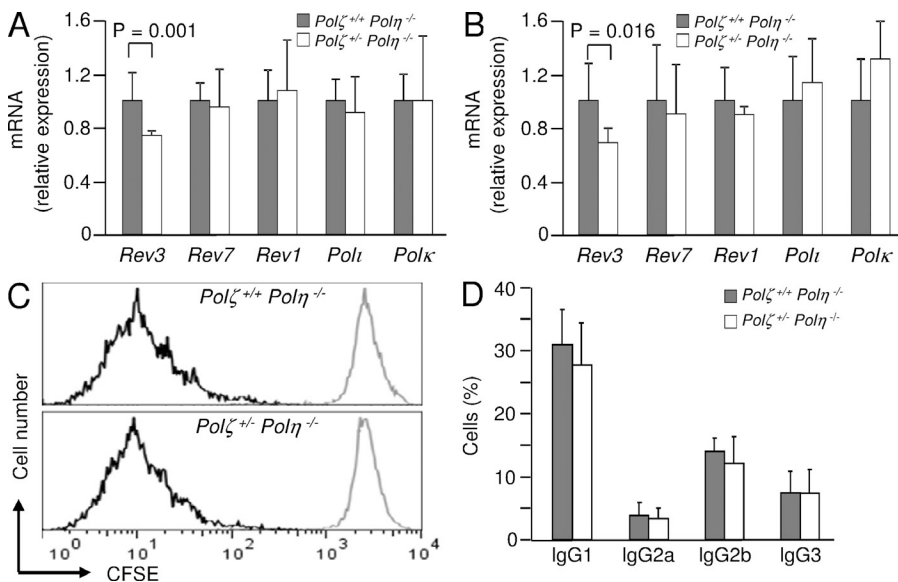 A
Polζ +/+ Polη -/-
Polζ +/- Polη -/-
P = 0.001
mRNA
(relative expression)
1.6
1.2
0.8
0.4
0
Rev3 Rev7 Rev1 Polι Polκ
B
Polζ +/+ Polη -/-
Polζ +/- Polη -/-
P = 0.016
mRNA
(relative expression)
1.6
1.2
0.8
0.4
0
Rev3 Rev7 Rev1 Polι Polκ
C
Polζ +/+ Polη -/-
Polζ +/- Polη -/-
Cell number
10^0 10^1 10^2 10^3 10^4
CFSE
D
Polζ +/+ Polη -/-
Polζ +/- Polη -/-
Cells (%)
40
30
20
10
0
IgG1 IgG2a IgG2b IgG3